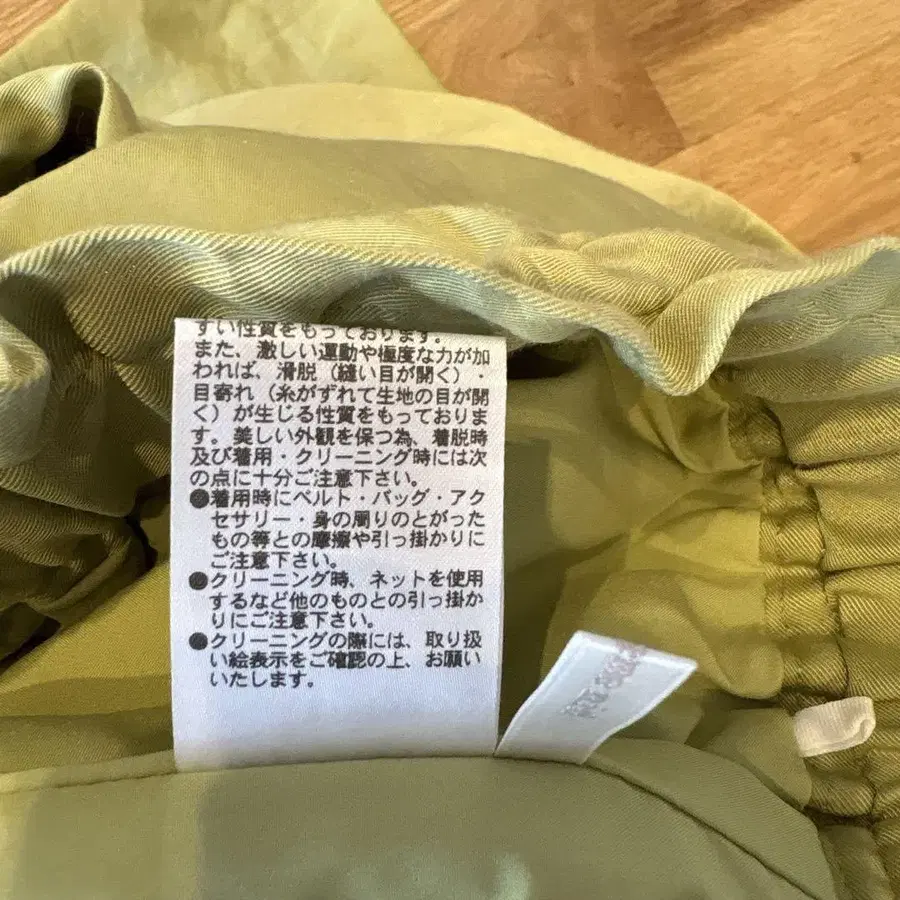 すい性質をもっております。
また、激しい運動や極度な力が加
われば、滑脱（縫い目が開く）・
目寄れ（糸がずれて生地の目が開
く）が生じる性質をもっておりま
す。美しい外観を保つ為、着脱時
及び着用・クリーニング時には次
の点に十分ご注意下さい。
●着用時にベルト・バッグ・アク
セサリー・身の周りのとがった
もの等との摩擦や引っ掛かりに
ご注意下さい。
●クリーニング時、ネットを使用
するなど他のものとの引っ掛か
りにご注意下さい。
●クリーニングの際には、取り扱
い絵表示をご確認の上、お願い
いたします。